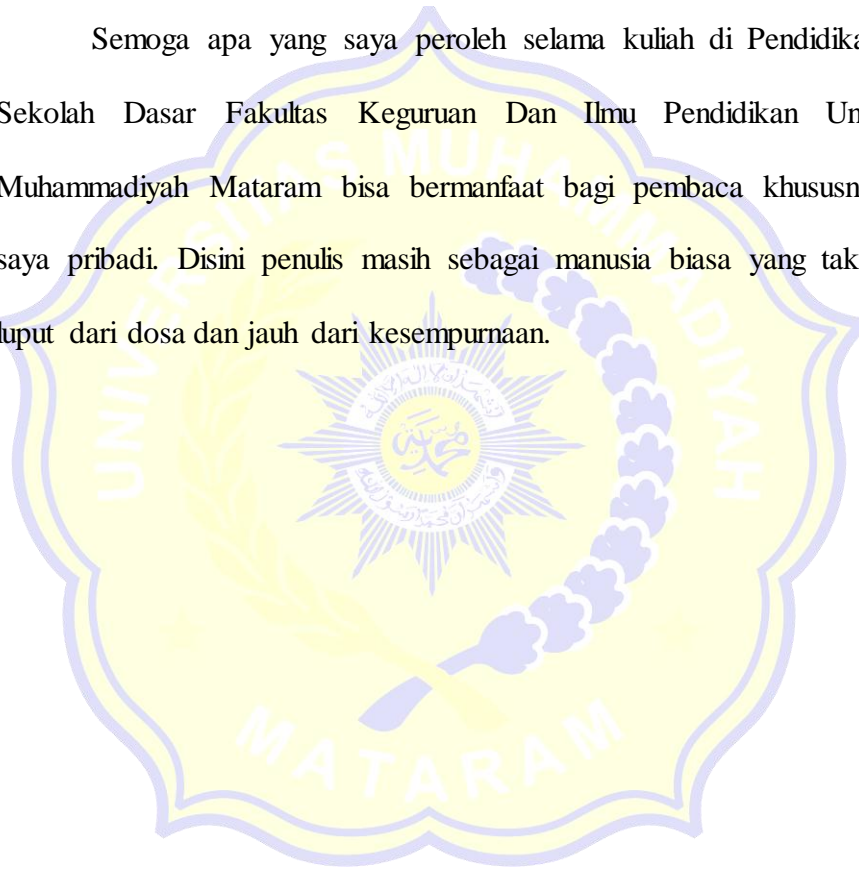 Semoga apa yang saya peroleh selama kuliah di Pendidika
Sekolah Dasar Fakultas Keguruan Dan Ilmu Pendidikan Un
Muhammadiyah Mataram bisa bermanfaat bagi pembaca khususn
saya pribadi. Disini penulis masih sebagai manusia biasa yang tak
luput dari dosa dan jauh dari kesempurnaan.
UNIVERSITAS MUHAMMADIYAH
MATARAM